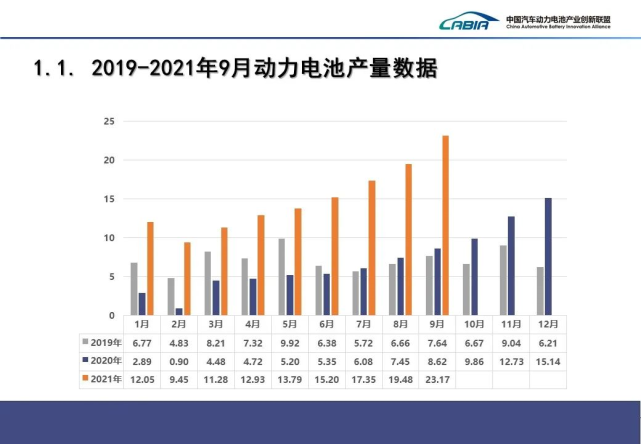 CABIA
中国汽车动力电池产业创新联盟
China Automotive Battery Innovation Alliance
1.1. 2019-2021年9月动力电池产量数据
25
20
15
10
5
0
1月 2月 3月 4月 5月 6月 7月 8月 9月 10月 11月 12月
2019年 6.77 4.83 8.21 7.32 9.92 6.38 5.72 6.66 7.64 6.67 9.04 6.21
2020年 2.89 0.90 4.48 4.72 5.20 5.35 6.08 7.45 8.62 9.86 12.73 15.14
2021年 12.05 9.45 11.28 12.93 13.79 15.20 17.35 19.48 23.17